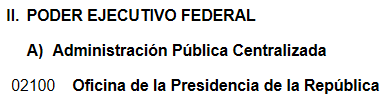 II. PODER EJECUTIVO FEDERAL
A) Administración Pública Centralizada
02100 Oficina de la Presidencia de la República